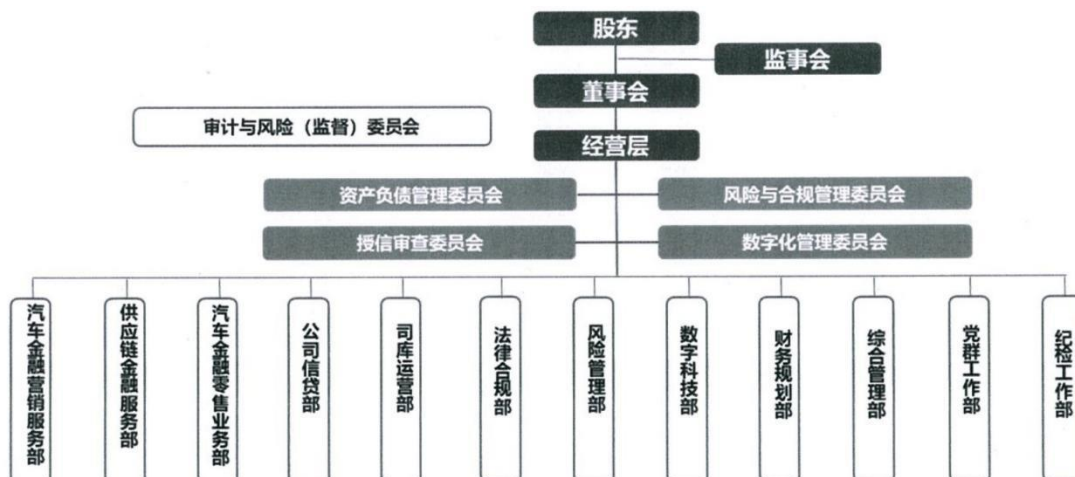 股东
监事会
董事会
审计与风险（监督）委员会
经营层
资产负债管理委员会
风险与合规管理委员会
授信审查委员会
数字化管理委员会
汽车金融营销服务部
供应链金融服务部
汽车金融零售业务部
公司信贷部
司库运营部
法律合规部
风险管理部
数字科技部
财务规划部
综合管理部
党群工作部
纪检工作部